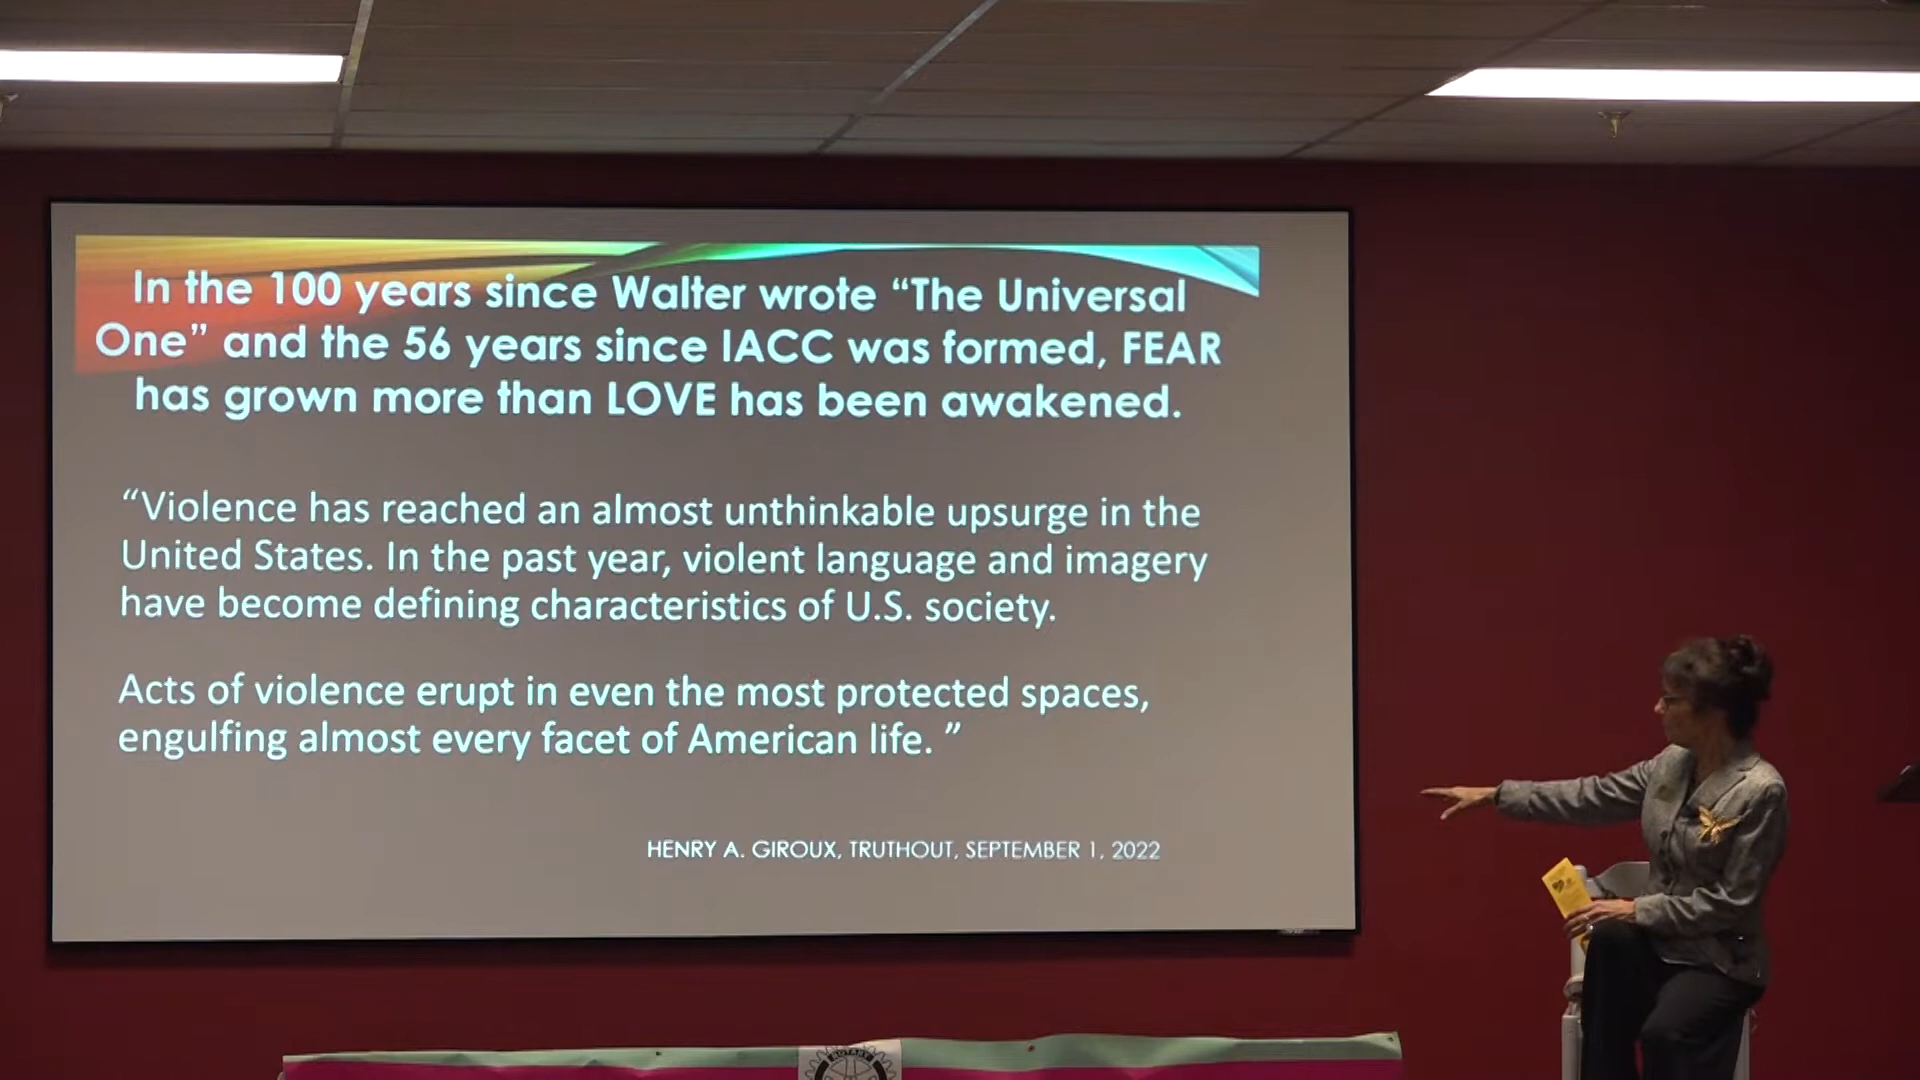 In the 100 years since Walter wrote “The Universal
One” and the 56 years since IACC was formed, FEAR
has grown more than LOVE has been awakened.
“Violence has reached an almost unthinkable upsurge in the
United States. In the past year, violent language and imagery
have become defining characteristics of U.S. society.
Acts of violence erupt in even the most protected spaces,
engulfing almost every facet of American life. ”
HENRY A. GIROUX, TRUTHOUT, SEPTEMBER 1, 2022
ROTARY